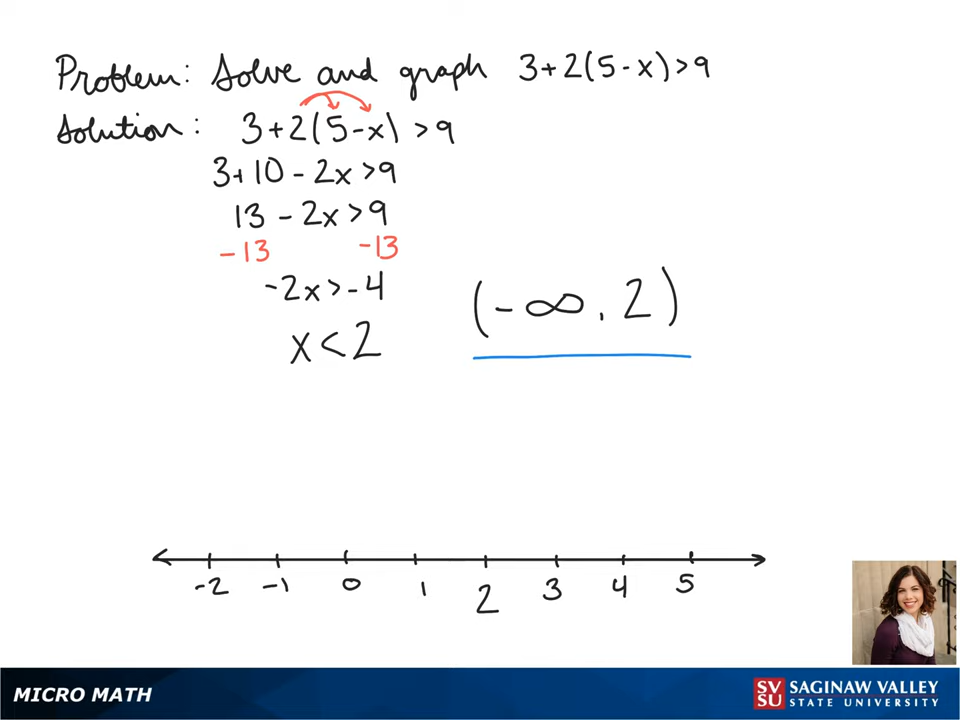 Problem: Solve and graph 3+2(5-x)>9
Solution: 3+2(5-x)>9
3+10-2x>9
13-2x>9
-13 -13
-2x>-4
x<2 (-∞, 2)
-2 -1 0 1 2 3 4 5
MICRO MATH
SV SU SAGINAW VALLEY
STATE UNIVERSITY